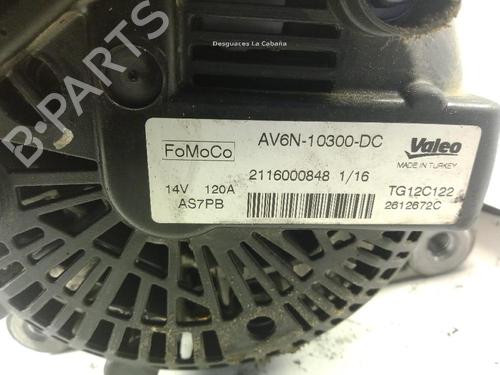 Desguaces La Cabaña
B-PARTS
FoMoCo
AV6N-10300-DC
Valeo
MADE IN TURKEY
2116000848 1/16
14V 120A
TG12C122
AS7PB
2612672C